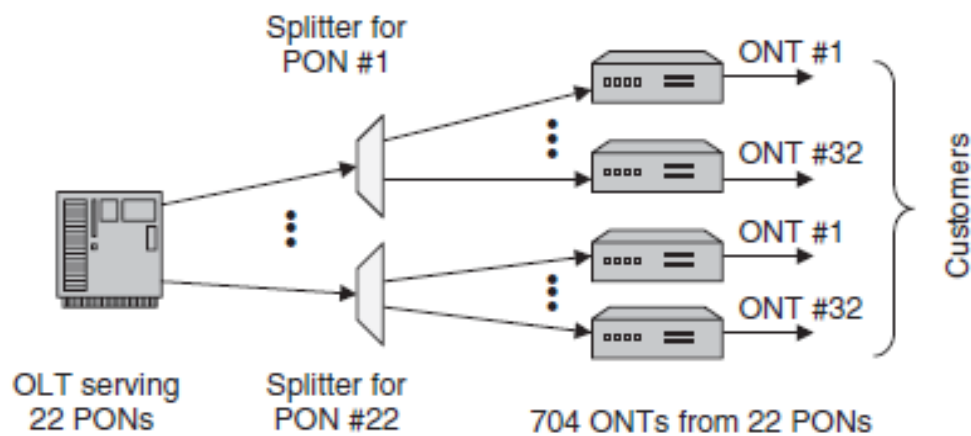 Splitter for
PON #1
ONT #1
ONT #32
ONT #1
ONT #32
Customers
OLT serving
22 PONs
Splitter for
PON #22
704 ONTs from 22 PONs